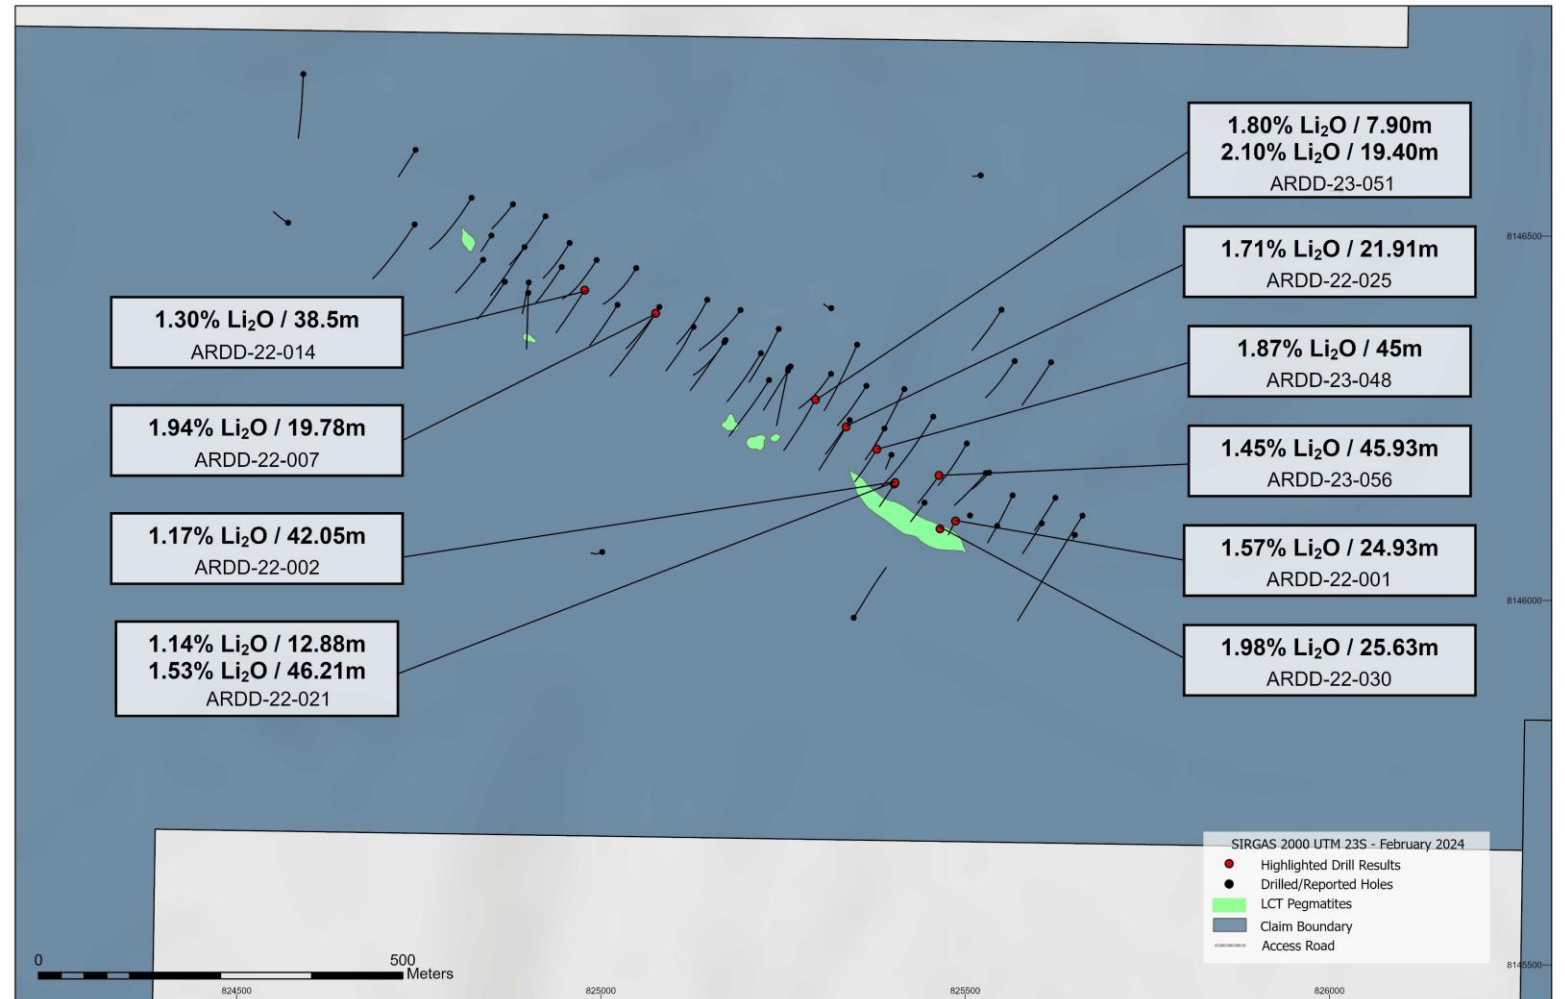 1.80% Li₂O / 7.90m
2.10% Li₂O / 19.40m
ARDD-23-051
1.71% Li₂O / 21.91m
ARDD-22-025
8146500
1.30% Li₂O / 38.5m
ARDD-22-014
1.87% Li₂O / 45m
ARDD-23-048
1.94% Li₂O / 19.78m
ARDD-22-007
1.45% Li₂O / 45.93m
ARDD-23-056
1.17% Li₂O / 42.05m
ARDD-22-002
1.57% Li₂O / 24.93m
ARDD-22-001
8146000
1.14% Li₂O / 12.88m
1.53% Li₂O / 46.21m
ARDD-22-021
1.98% Li₂O / 25.63m
ARDD-22-030
SIRGAS 2000 UTM 23S - February 2024
Highlighted Drill Results
Drilled/Reported Holes
LCT Pegmatites
Claim Boundary
Access Road
8145500
0 500
Meters
824500 825000 825500 826000